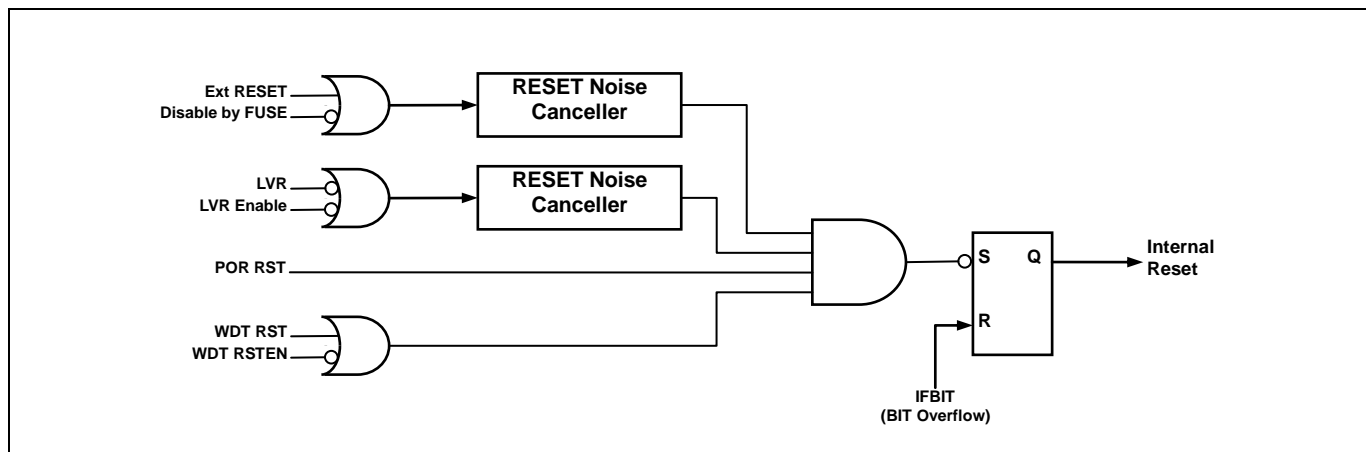 Ext RESET
Disable by FUSE
RESET Noise
Canceller
LVR
LVR Enable
RESET Noise
Canceller
POR RST
WDT RST
WDT RSTEN
S
Q
R
Internal
Reset
IFBIT
(BIT Overflow)